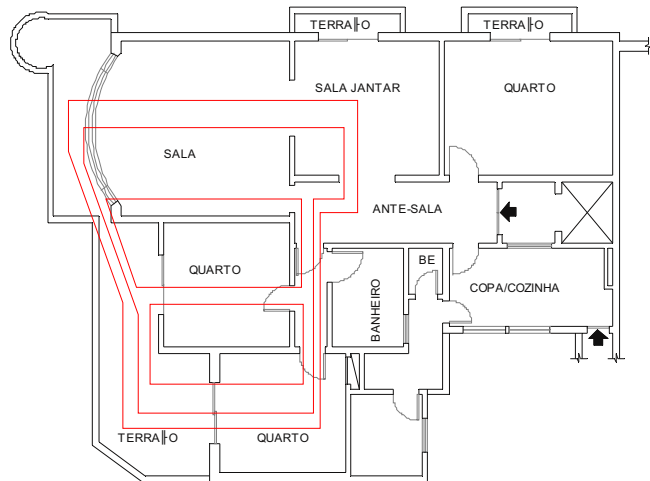 TERRA╟O
TERRA╟O
SALA JANTAR
QUARTO
SALA
ANTE-SALA
QUARTO
BE
COPA/COZINHA
BANHEIRO
TERRA╟O
QUARTO